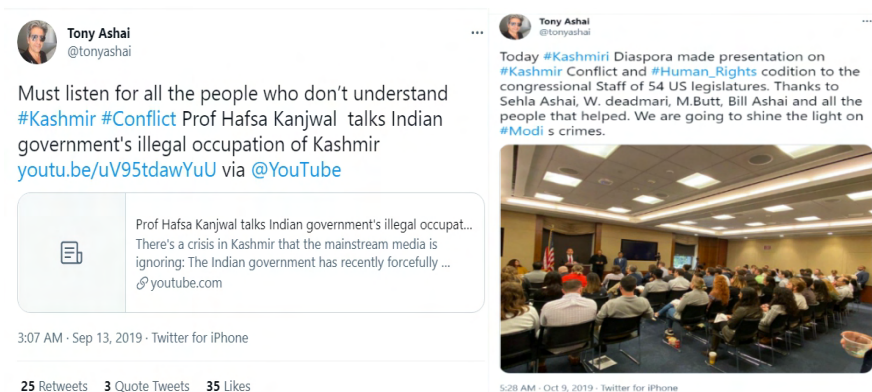 Tony Ashai
@tonyashai
Must listen for all the people who don't understand
#Kashmir #Conflict Prof Hafsa Kanjwal talks Indian
government's illegal occupation of Kashmir
youtu.be/uV95tdawYuU via @YouTube
Prof Hafsa Kanjwal talks Indian government's illegal occupat...
There's a crisis in Kashmir that the mainstream media is
ignoring: The Indian government has recently forcefully ...
youtube.com
3:07 AM · Sep 13, 2019 · Twitter for iPhone
25 Retweets 3 Quote Tweets 35 Likes
Tony Ashai
@tonyashai
Today #Kashmiri Diaspora made presentation on
#Kashmir Conflict and #Human_Rights codition to the
congressional Staff of 54 US legislatures. Thanks to
Sehla Ashai, W. deadmari, M.Butt, Bill Ashai and all the
people that helped. We are going to shine the light on
#Modi s crimes.
5:28 AM · Oct 9, 2019 · Twitter for iPhone